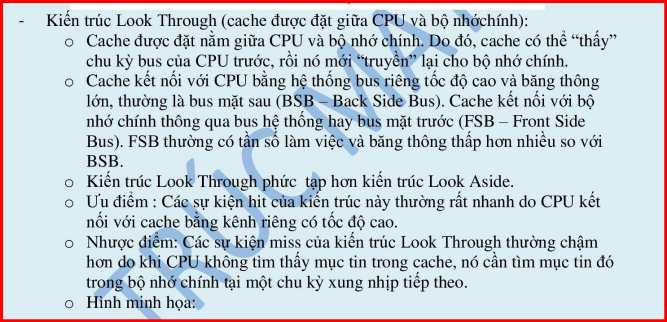 - Kiến trúc Look Through (cache được đặt giữa CPU và bộ nhớchính):
o Cache được đặt nằm giữa CPU và bộ nhớ chính. Do đó, cache có thể “thấy”
chu kỳ bus của CPU trước, rồi nó mới “truyền” lại cho bộ nhớ chính.
o Cache kết nối với CPU bằng hệ thống bus riêng tốc độ cao và băng thông
lớn, thường là bus mặt sau (BSB – Back Side Bus). Cache kết nối với bộ
nhớ chính thông qua bus hệ thống hay bus mặt trước (FSB – Front Side
Bus). FSB thường có tần số làm việc và băng thông thấp hơn nhiều so với
BSB.
o Kiến trúc Look Through phức tạp hơn kiến trúc Look Aside.
o Ưu điểm : Các sự kiện hit của kiến trúc này thường rất nhanh do CPU kết
nối với cache bằng kênh riêng có tốc độ cao.
o Nhược điểm: Các sự kiện miss của kiến trúc Look Through thường chậm
hơn do khi CPU không tìm thấy mục tin trong cache, nó cần tìm mục tin đó
trong bộ nhớ chính tại một chu kỳ xung nhịp tiếp theo.
o Hình minh họa:
TRÚC MÁY